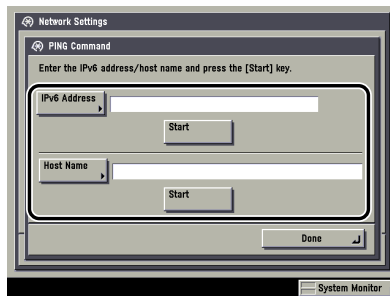 Network Settings
PING Command
Enter the IPv6 address/host name and press the [Start] key.
IPv6 Address
Start
Host Name
Start
Done
System Monitor